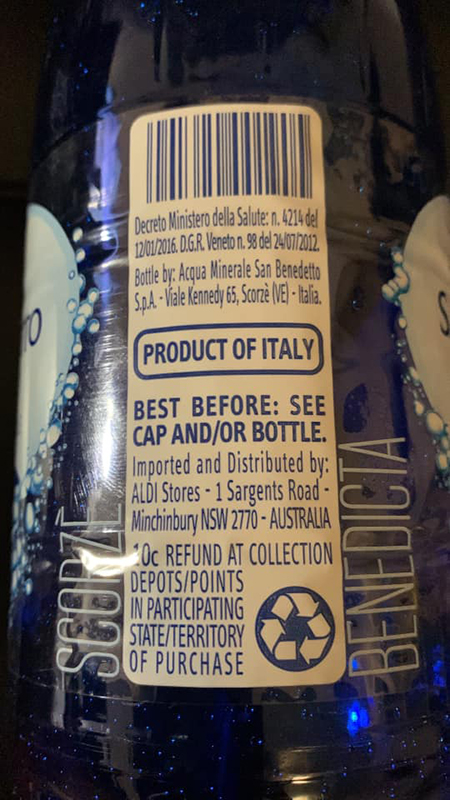 Decreto Ministero della Salute: n. 4214 del
12/01/2016. D.G.R. Veneto n. 98 del 24/07/2012.
Bottle by: Acqua Minerale San Benedetto
S.p.A. - Viale Kennedy 65, Scorzè (VE) - Italia.
PRODUCT OF ITALY
BEST BEFORE: SEE
CAP AND/OR BOTTLE.
Imported and Distributed by:
ALDI Stores - 1 Sargents Road -
Minchinbury NSW 2770 - AUSTRALIA
10c REFUND AT COLLECTION
DEPOTS/POINTS
IN PARTICIPATING
STATE/TERRITORY
OF PURCHASE
SCORZÈ
BENEDICTA
TO
S